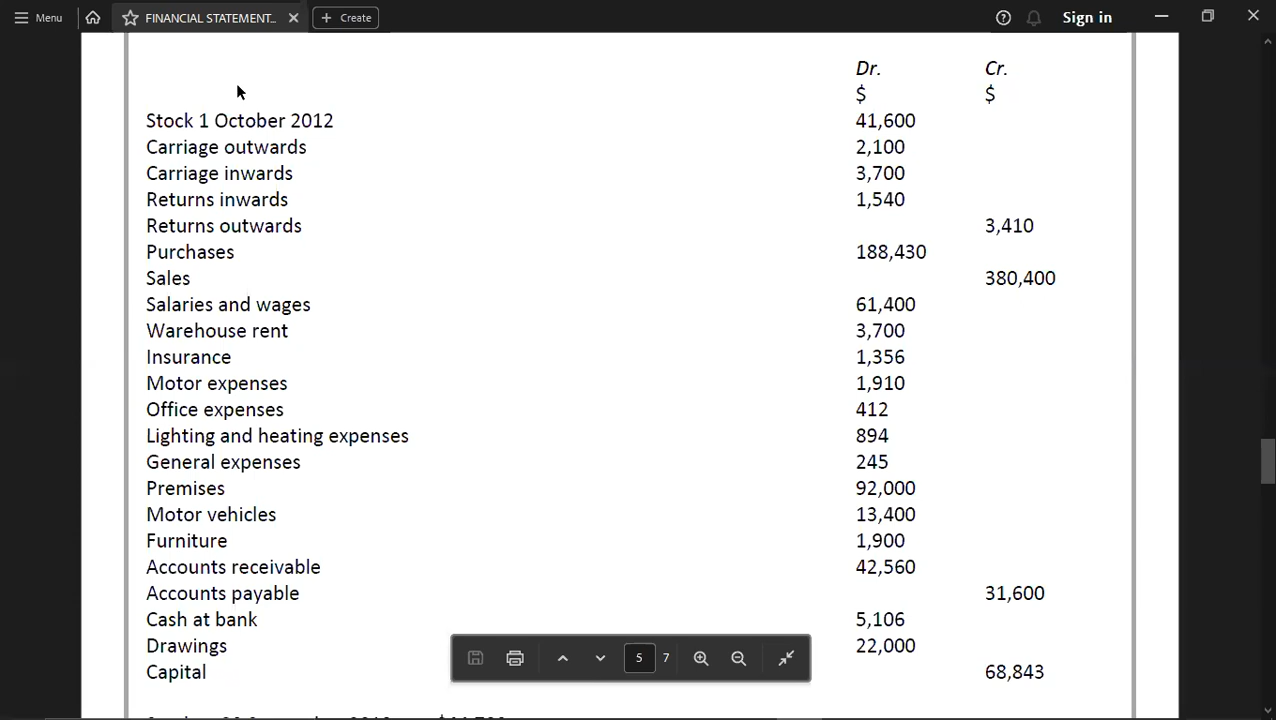 Menu FINANCIAL STATEMENT... Create Sign in
Dr. Cr.
$ $
Stock 1 October 2012 41,600
Carriage outwards 2,100
Carriage inwards 3,700
Returns inwards 1,540
Returns outwards 3,410
Purchases 188,430
Sales 380,400
Salaries and wages 61,400
Warehouse rent 3,700
Insurance 1,356
Motor expenses 1,910
Office expenses 412
Lighting and heating expenses 894
General expenses 245
Premises 92,000
Motor vehicles 13,400
Furniture 1,900
Accounts receivable 42,560
Accounts payable 31,600
Cash at bank 5,106
Drawings 22,000
5 7
Capital 68,843